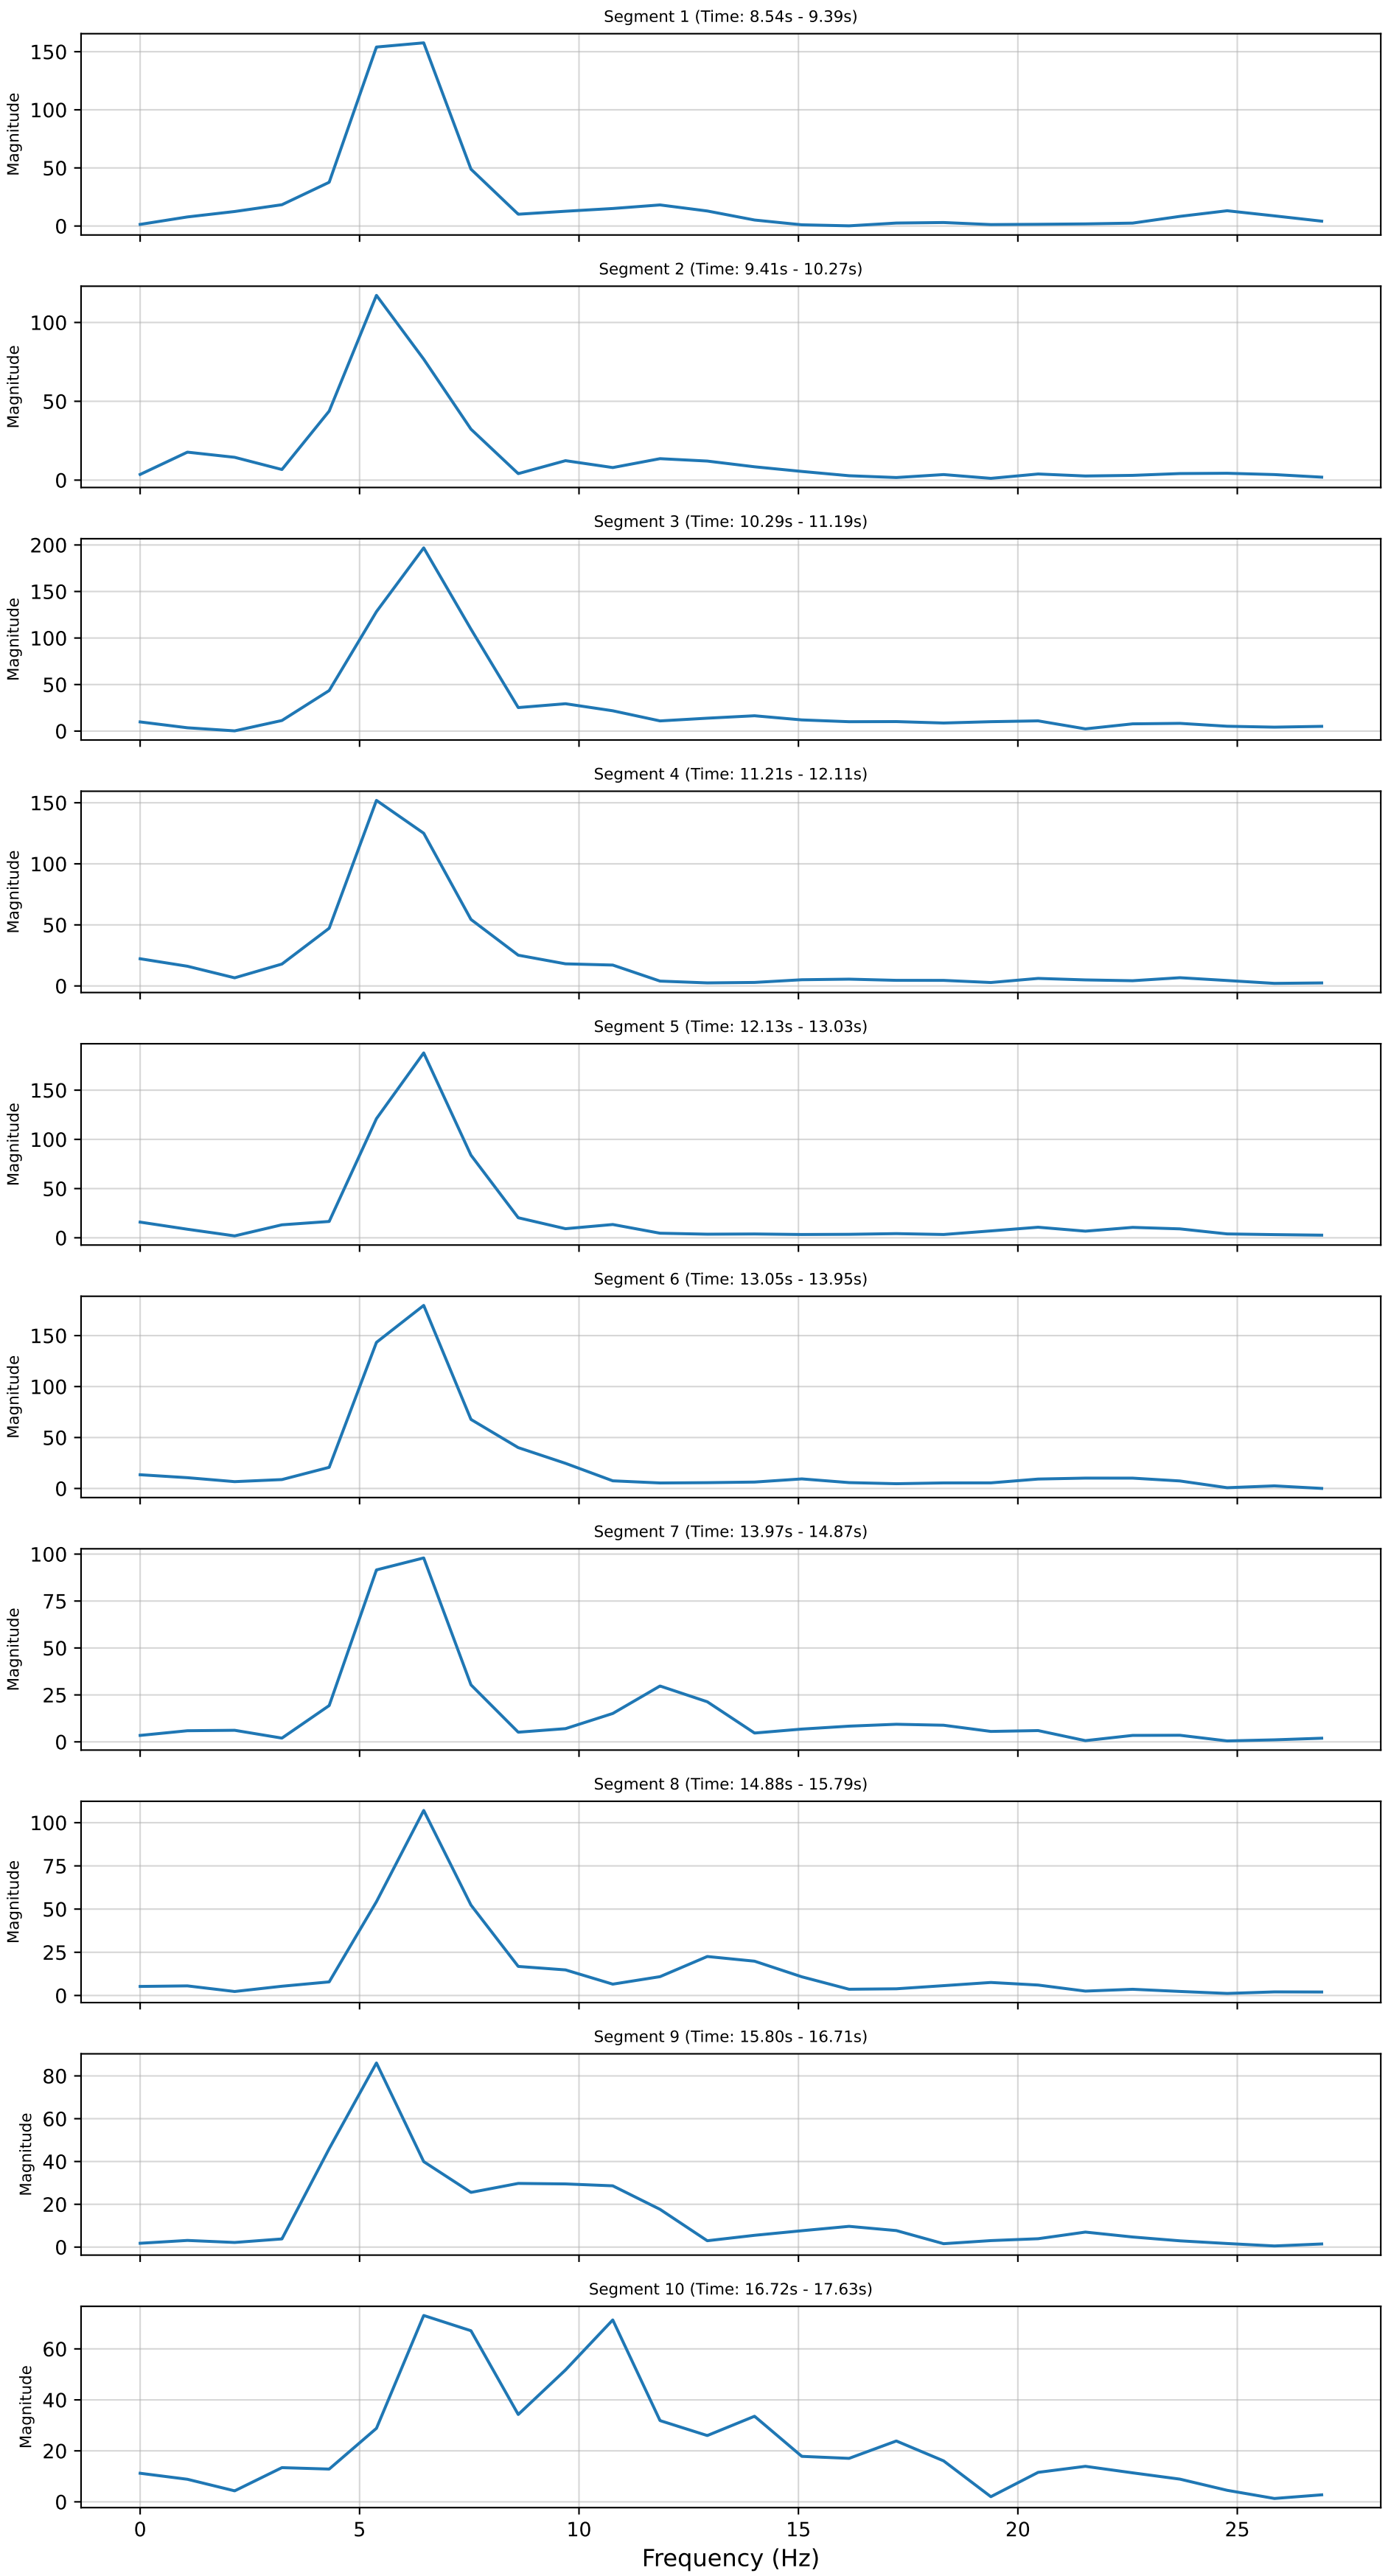 Segment 1 (Time: 8.54s - 9.39s)
150
100
50
0
Magnitude
Segment 2 (Time: 9.41s - 10.27s)
100
50
0
Magnitude
Segment 3 (Time: 10.29s - 11.19s)
200
150
100
50
0
Magnitude
Segment 4 (Time: 11.21s - 12.11s)
150
100
50
0
Magnitude
Segment 5 (Time: 12.13s - 13.03s)
150
100
50
0
Magnitude
Segment 6 (Time: 13.05s - 13.95s)
150
100
50
0
Magnitude
Segment 7 (Time: 13.97s - 14.87s)
100
75
50
25
0
Magnitude
Segment 8 (Time: 14.88s - 15.79s)
100
75
50
25
0
Magnitude
Segment 9 (Time: 15.80s - 16.71s)
80
60
40
20
0
Magnitude
Segment 10 (Time: 16.72s - 17.63s)
60
40
20
0
Magnitude
0 5 10 15 20 25
Frequency (Hz)